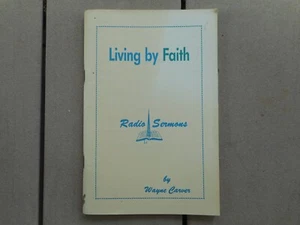 Living by Faith
Radio Sermons
by
Wayne Carver